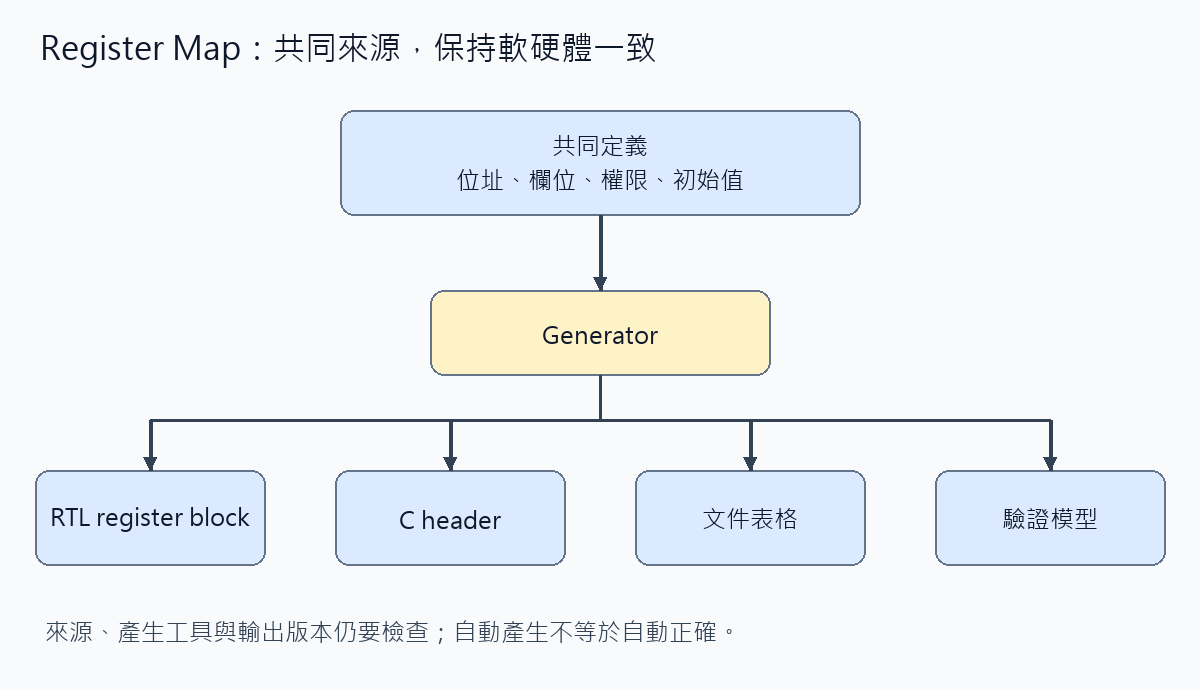 Register Map：共同來源，保持軟硬體一致
共同定義
位址、欄位、權限、初始值
Generator
RTL register block
C header
文件表格
驗證模型
來源、產生工具與輸出版本仍要檢查；自動產生不等於自動正確。